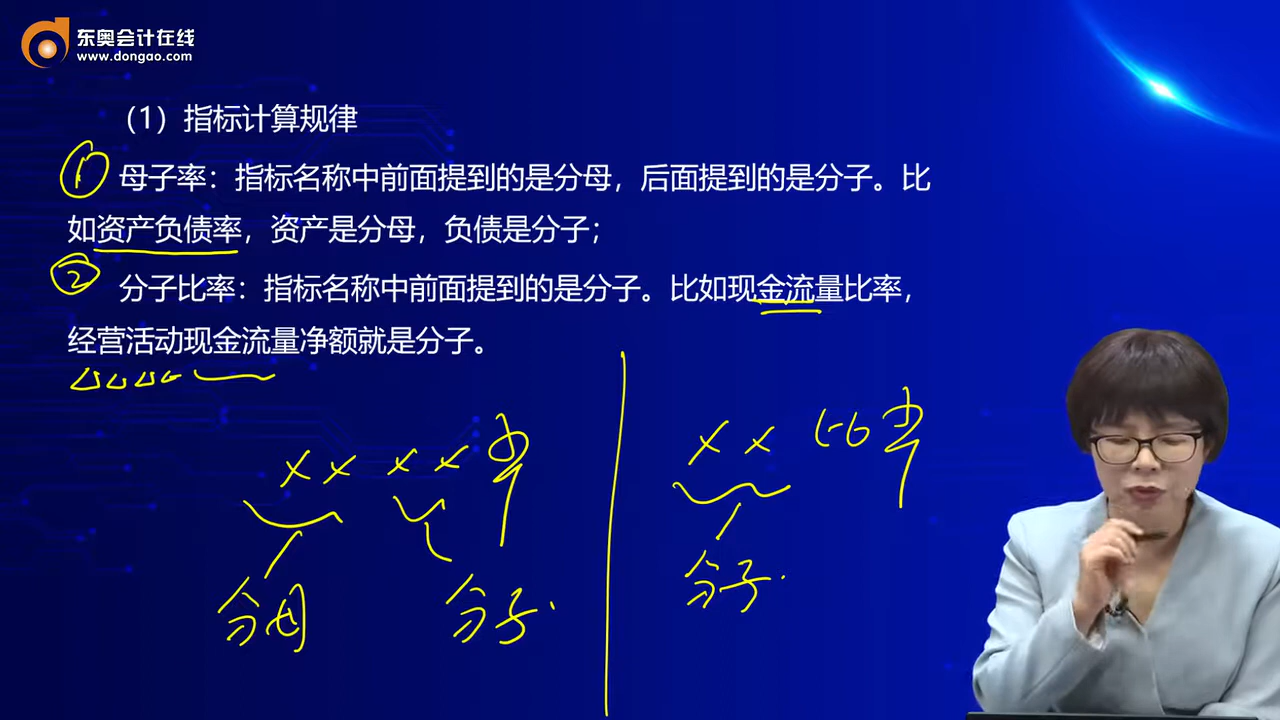 东奥会计在线
www.dongao.com
（1）指标计算规律
① 母子率：指标名称中前面提到的是分母，后面提到的是分子。比
如资产负债率，资产是分母，负债是分子；
② 分子比率：指标名称中前面提到的是分子。比如现金流量比率，
经营活动现金流量净额就是分子。
×× ××率
××比率
分母 分子
分子